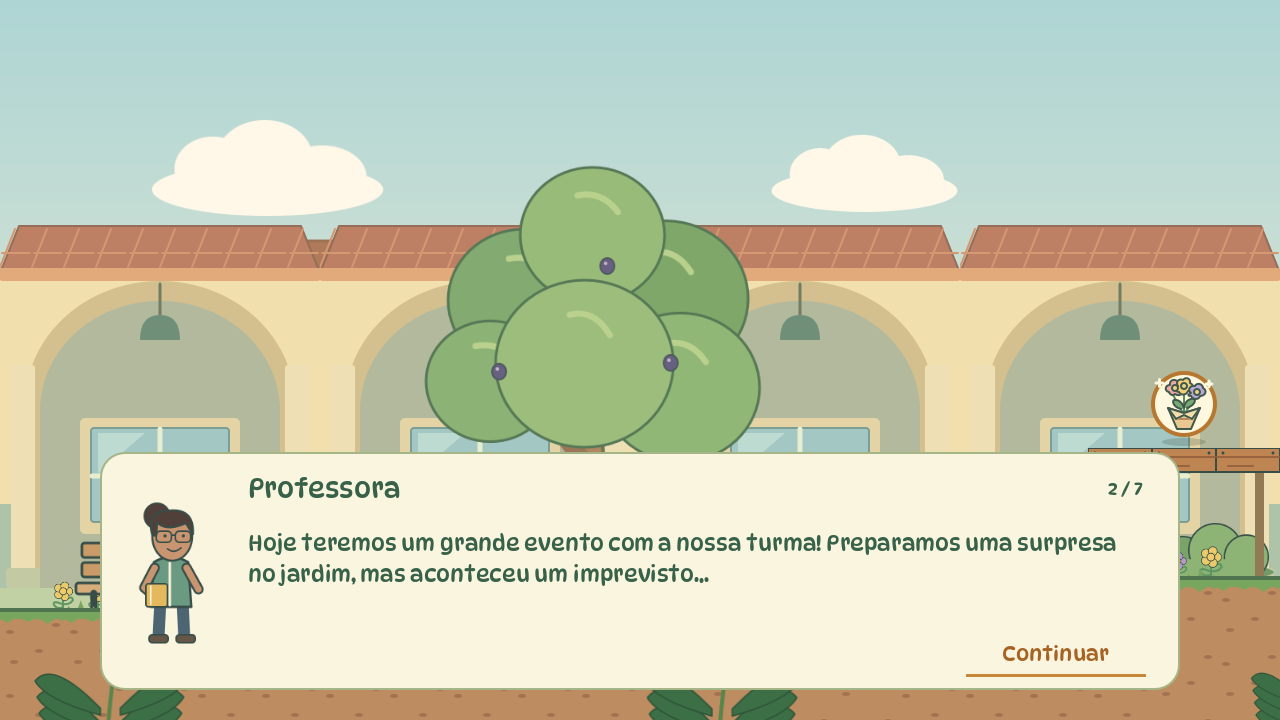 Professora
2 / 7
Hoje teremos um grande evento com a nossa turma! Preparamos uma surpresa
no jardim, mas aconteceu um imprevisto...
Continuar